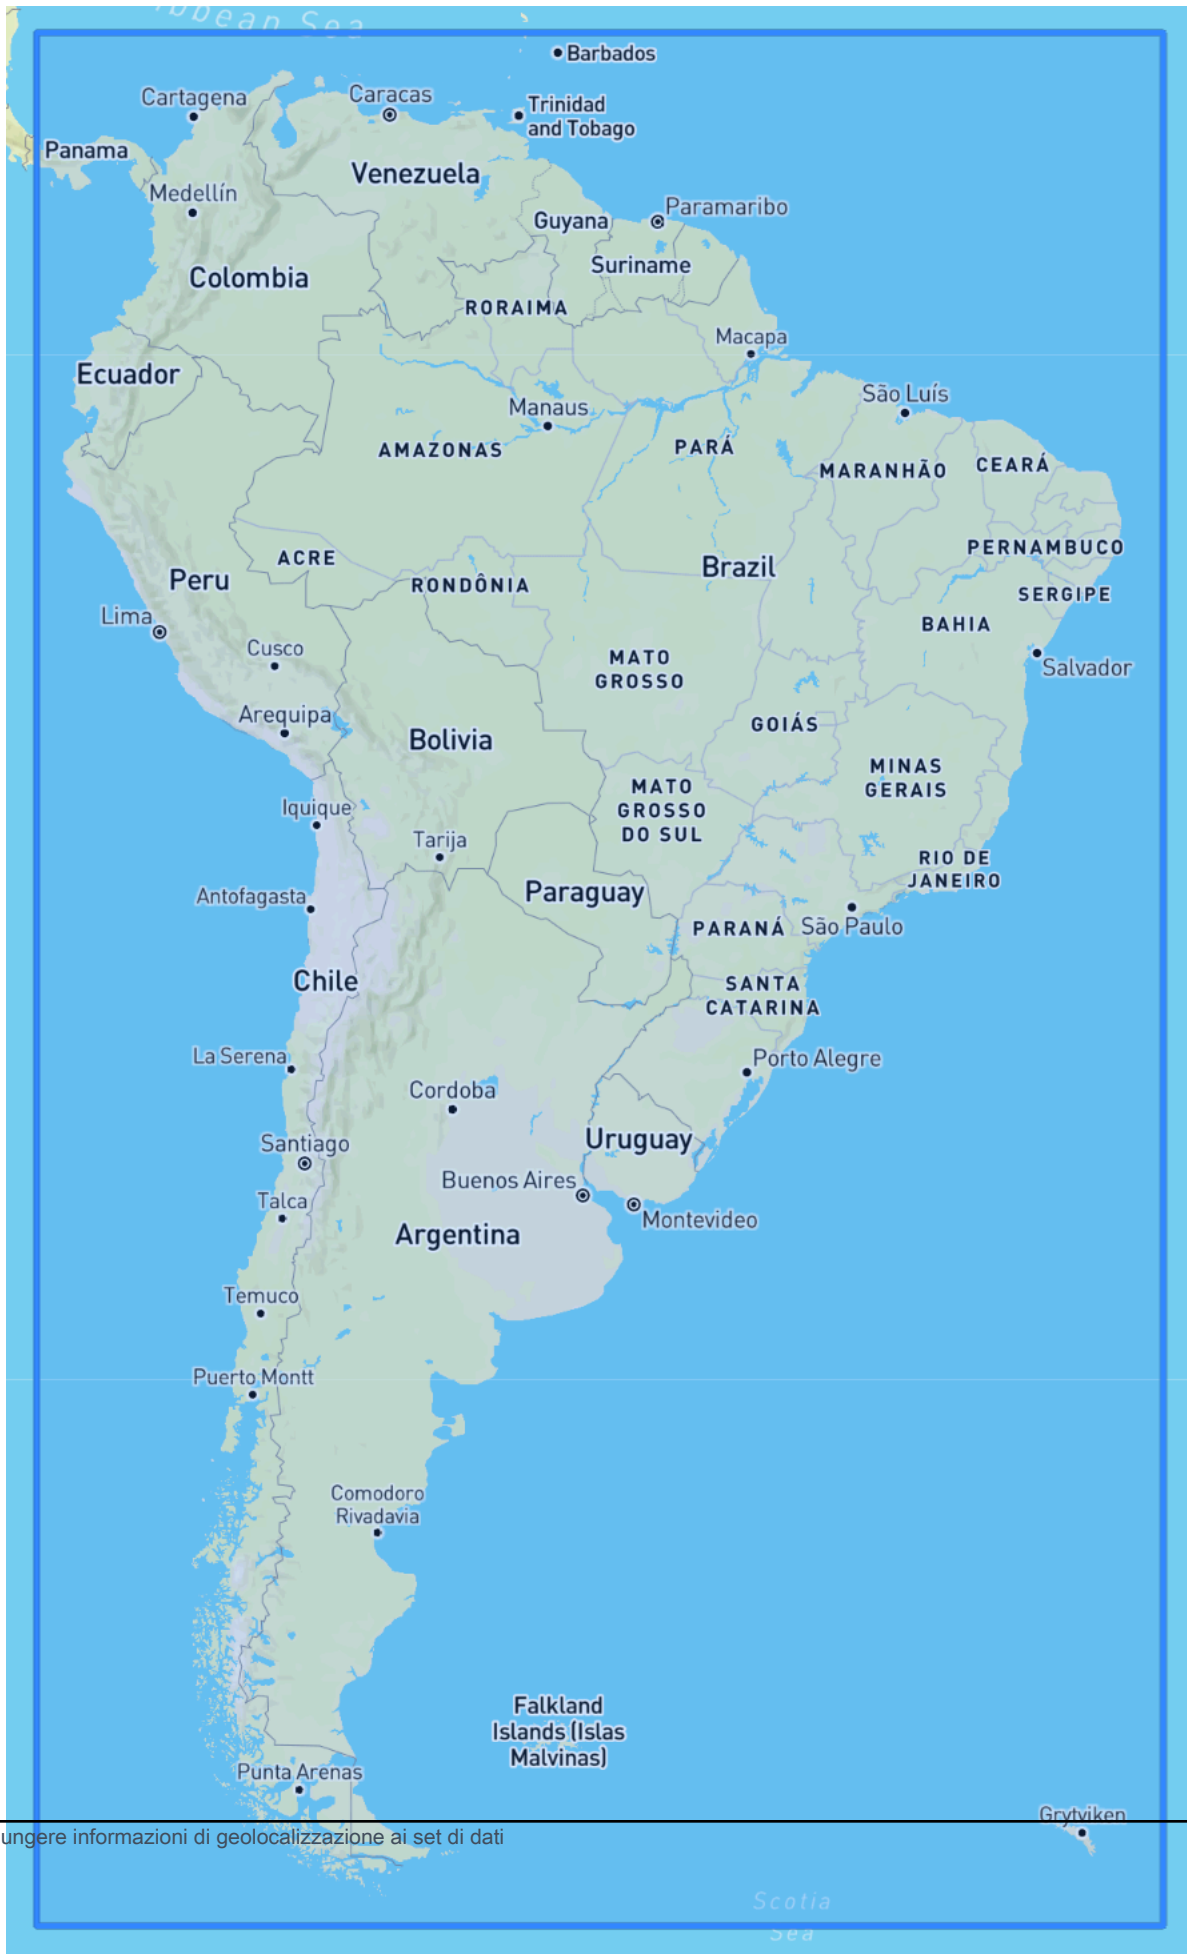 bbean Sea
Barbados
Cartagena
Caracas
Trinidad
and Tobago
Panama
Venezuela
Medellín
Paramaribo
Guyana
Suriname
Colombia
RORAIMA
Macapa
Ecuador
São Luís
Manaus
AMAZONAS
PARÁ
MARANHÃO
CEARÁ
PERNAMBUCO
ACRE
Brazil
Peru
RONDÔNIA
SERGIPE
Lima
BAHIA
Cusco
MATO
GROSSO
Salvador
Arequipa
GOIÁS
Bolivia
MINAS
GERAIS
MATO
GROSSO
DO SUL
Iquique
Tarija
RIO DE
JANEIRO
Antofagasta
Paraguay
PARANÁ
São Paulo
Chile
SANTA
CATARINA
La Serena
Porto Alegre
Cordoba
Santiago
Uruguay
Buenos Aires
Talca
Montevideo
Argentina
Temuco
Puerto Montt
Comodoro
Rivadavia
Falkland
Islands (Islas
Malvinas)
Punta Arenas
Grytviken
ungere informazioni di geolocalizzazione ai set di dati
Scotia
Sea